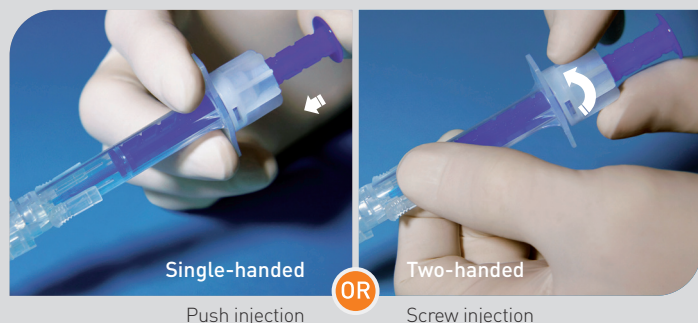 Single-handed
OR
Two-handed
Push injection
Screw injection